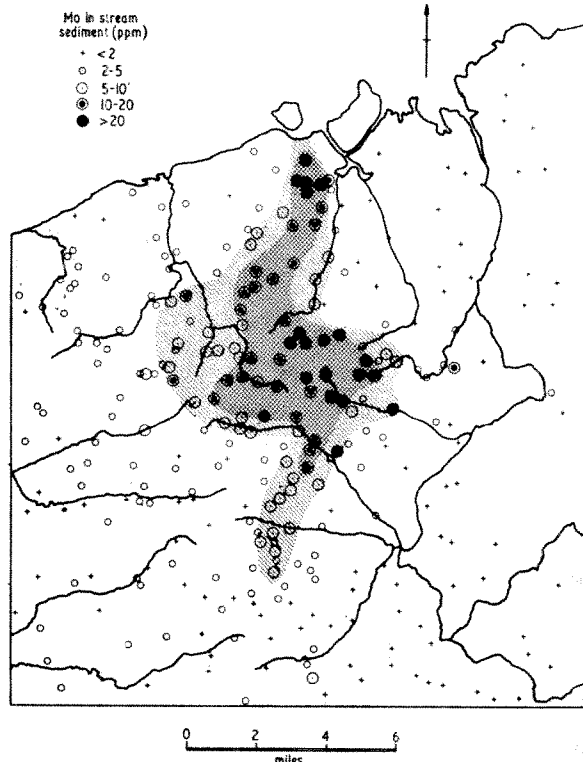 Mo in stream
sediment (ppm)
+ <2
○ 2-5
5-10
10-20
● >20
0 2 4 6
miles